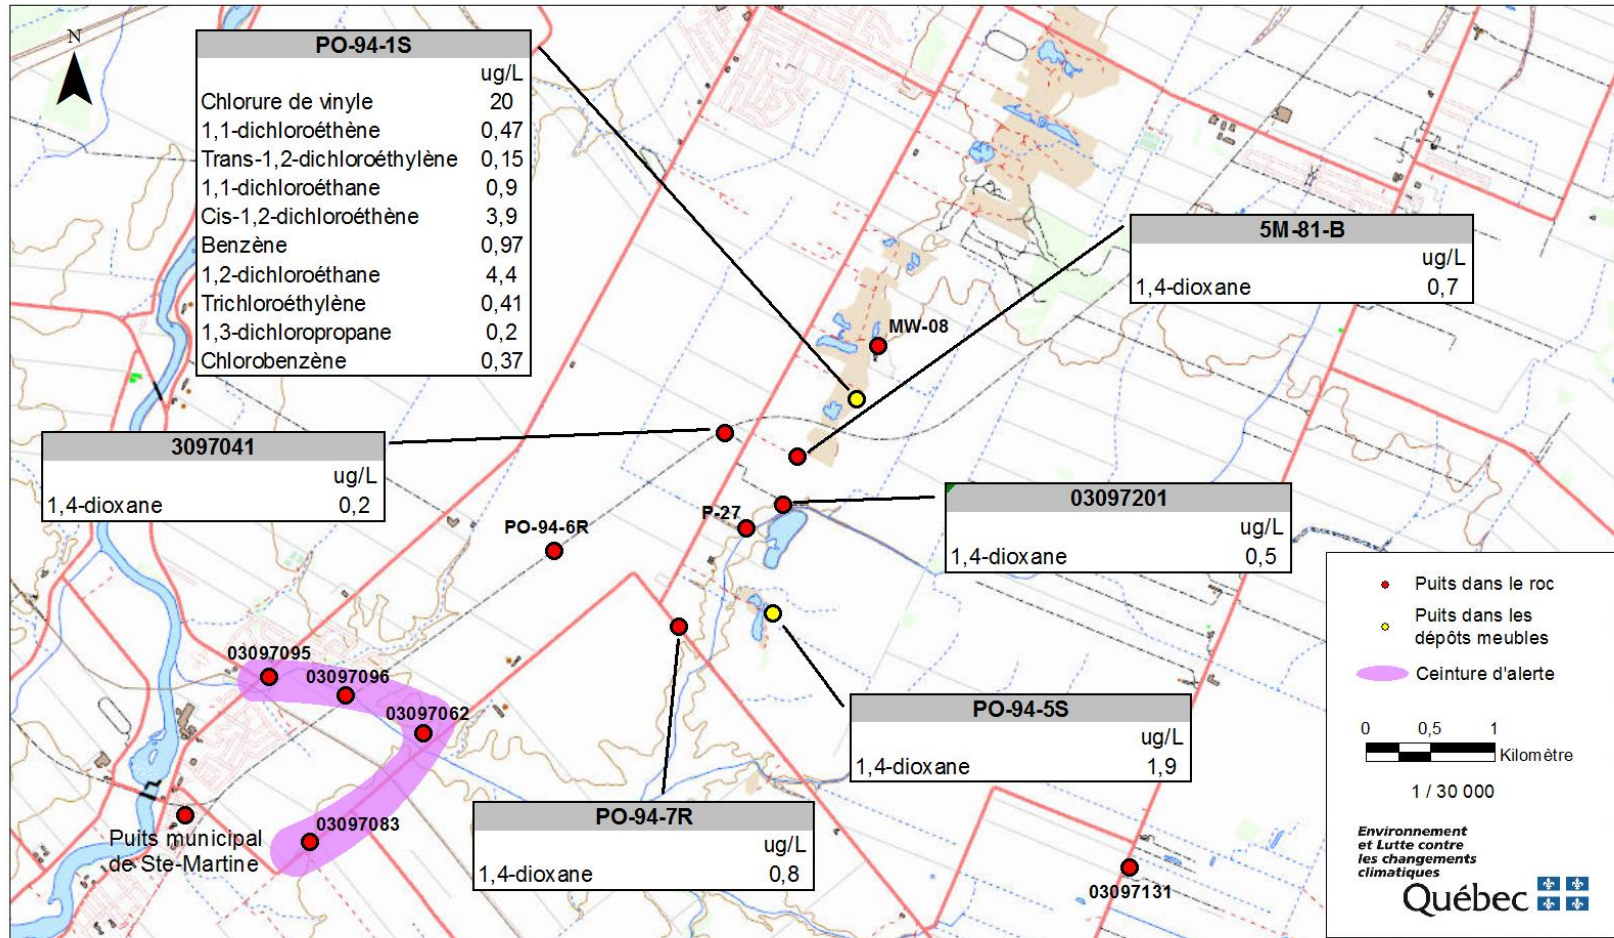 N
PO-94-1S
ug/L
Chlorure de vinyle 20
1,1-dichloroéthène 0,47
Trans-1,2-dichloroéthylène 0,15
1,1-dichloroéthane 0,9
Cis-1,2-dichloroéthène 3,9
Benzène 0,97
1,2-dichloroéthane 4,4
Trichloroéthylène 0,41
1,3-dichloropropane 0,2
Chlorobenzène 0,37
5M-81-B
ug/L
1,4-dioxane 0,7
MW-08
3097041
ug/L
1,4-dioxane 0,2
03097201
ug/L
1,4-dioxane 0,5
P-27
PO-94-6R
03097095
03097096
03097062
03097083
Puits municipal
de Ste-Martine
PO-94-5S
ug/L
1,4-dioxane 1,9
PO-94-7R
ug/L
1,4-dioxane 0,8
03097131
Puits dans le roc
Puits dans les
dépôts meubles
Ceinture d'alerte
0 0,5 1
Kilomètre
1 / 30 000
Environnement
et Lutte contre
les changements
climatiques
Québec